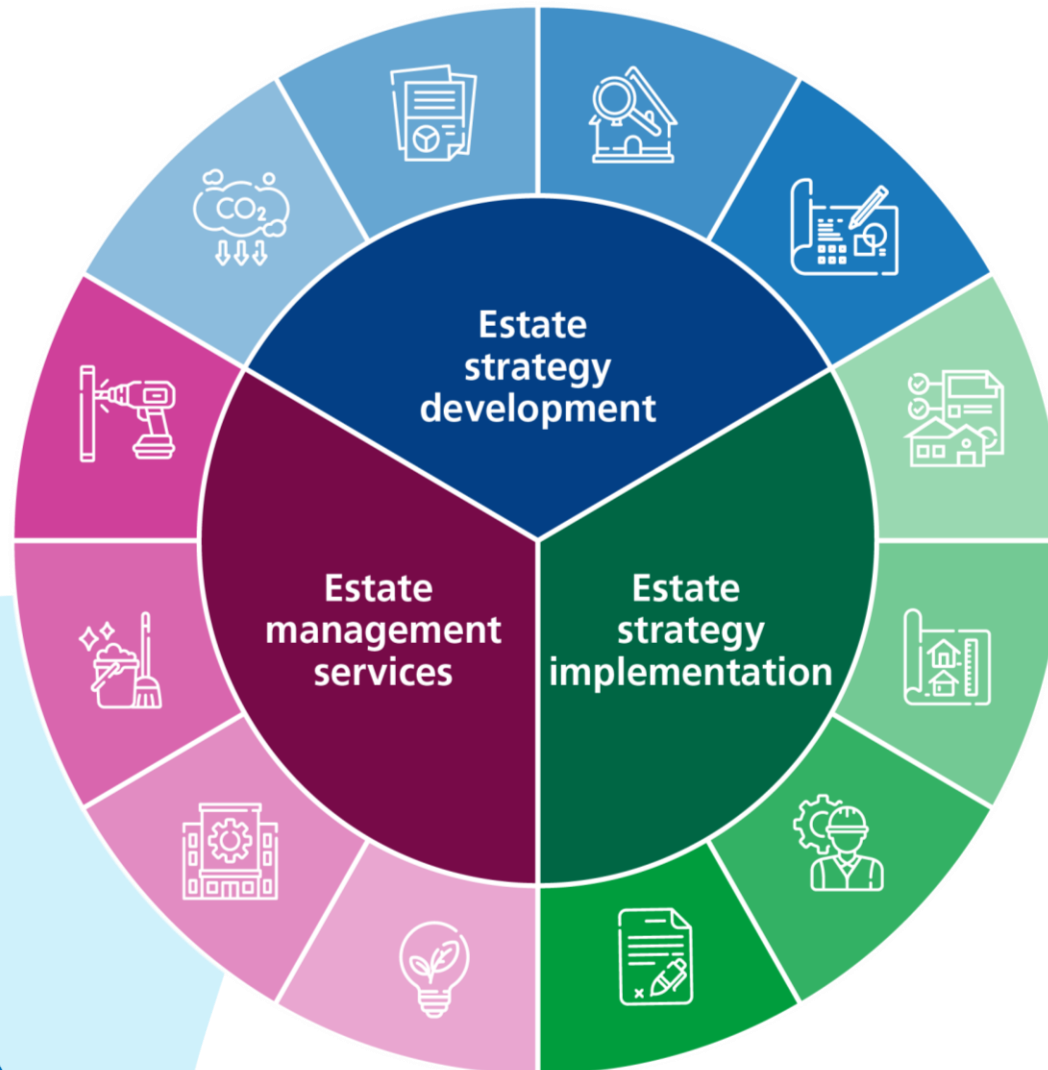 CO₂
Estate
strategy
development
Estate
management
services
Estate
strategy
implementation